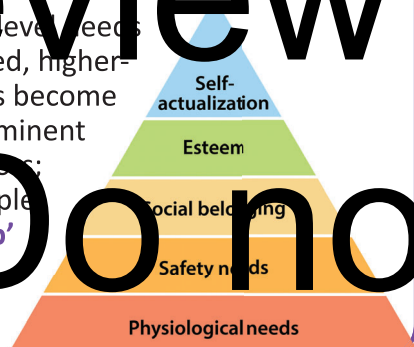 view
level needs
ed, higher-
s become
minent
Self-
actualization
Esteem
Social belonging
Safety needs
Physiological needs
Do no